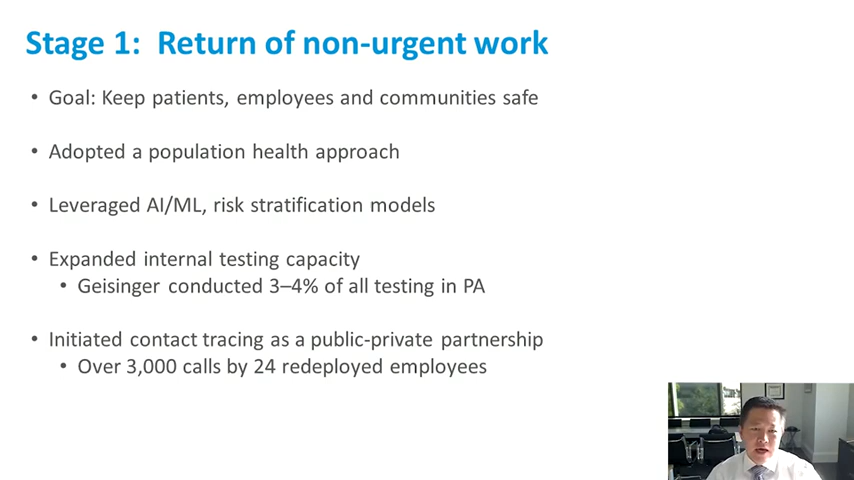 Stage 1: Return of non-urgent work
• Goal: Keep patients, employees and communities safe
• Adopted a population health approach
• Leveraged AI/ML, risk stratification models
• Expanded internal testing capacity
• Geisinger conducted 3–4% of all testing in PA
• Initiated contact tracing as a public-private partnership
• Over 3,000 calls by 24 redeployed employees